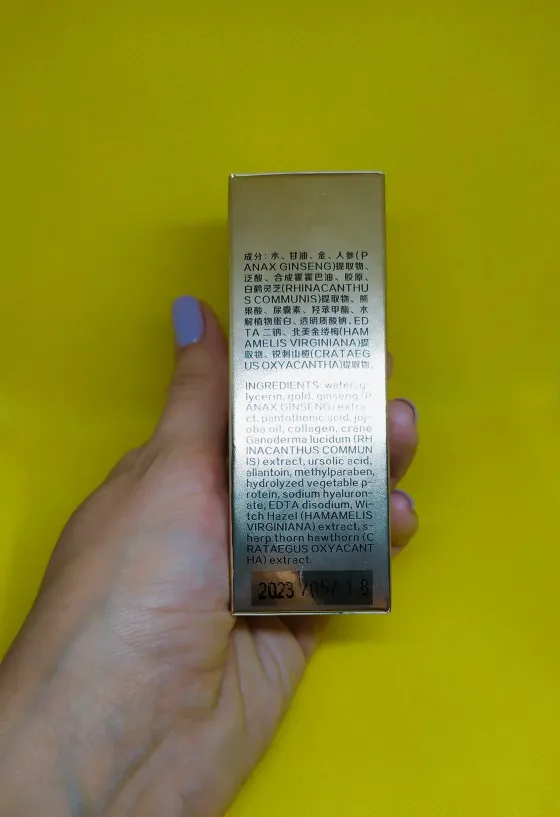 成分: 水、甘油、金、人参(P
ANAX GINSENG)提取物、
泛酸、合成霍霍巴油、胶原、
白鹤灵芝(RHINACANTHU
S COMMUNIS)提取物、熊
果酸、尿囊素、羟苯甲酯、水
解植物蛋白、透明质酸钠、ED
TA 二钠、北美金缕梅(HAM
AMELIS VIRGINIANA)提
取物、锐刺山楂(CRATAEG
US OXYACANTHA)提取物
INGREDIENTS: water, g-
lycerin, gold, ginseng (P
ANAX GINSENG) extra-
ct, pantothenic acid, joj-
oba oil, collagen, crane
Ganoderma lucidum (RH
INACANTHUS COMMUN
IS) extract, ursolic acid,
allantoin, methylparaben,
hydrolyzed vegetable p-
rotein, sodium hyaluron-
ate, EDTA disodium, Wi-
tch Hazel (HAMAMELIS
VIRGINIANA) extract, s-
harp thorn hawthorn (C
RATAEGUS OXYACANT
HA) extract.
2023